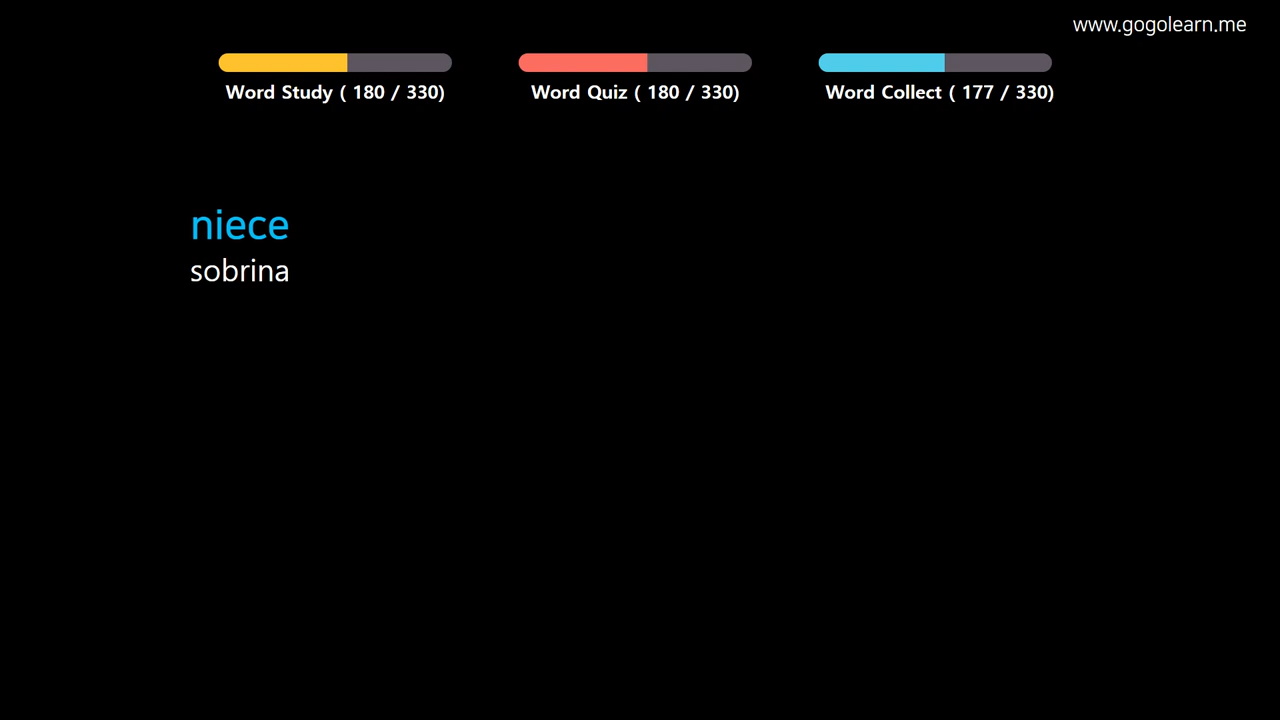 www.gogolearn.me
Word Study ( 180 / 330)
Word Quiz ( 180 / 330)
Word Collect ( 177 / 330)
niece
sobrina